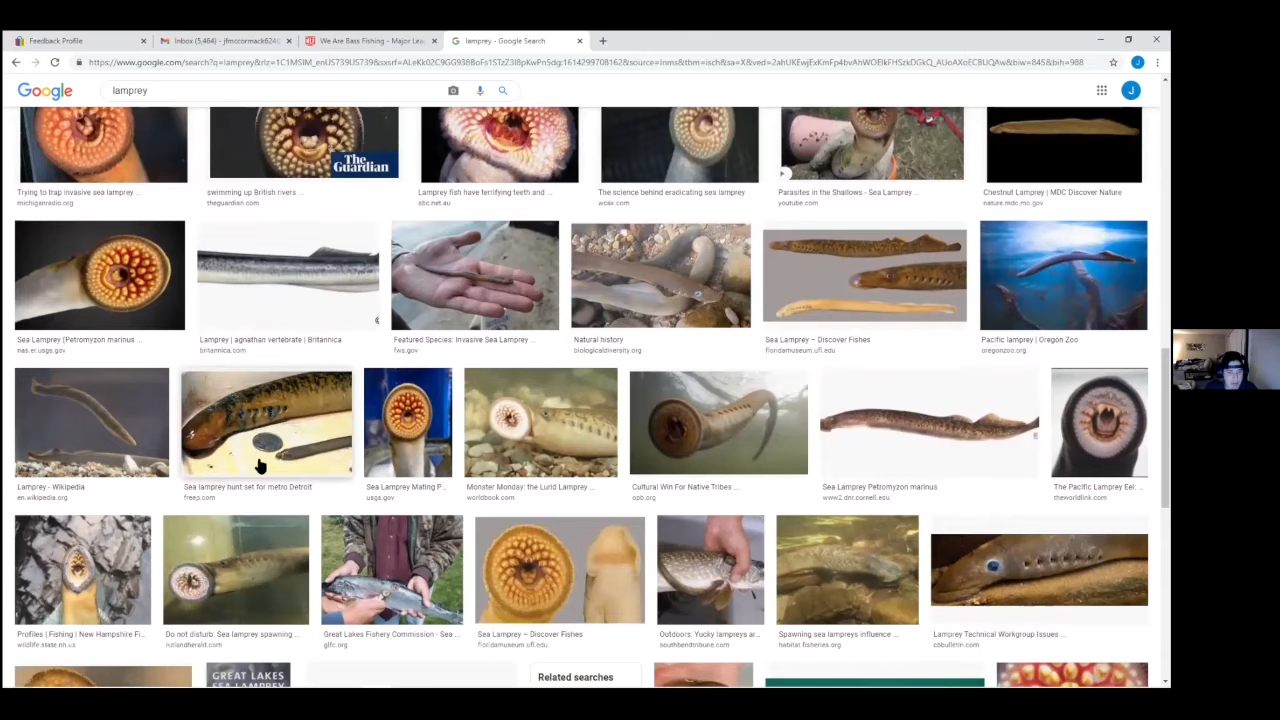 Feedback Profile
Inbox (5,464) - jfmccormack624@
We Are Bass Fishing - Major Lea
lamprey - Google Search
Google
lamprey
J
J
The Guardian
Trying to trap invasive sea lamprey ...
michiganradio.org
swimming up British rivers ...
theguardian.com
Lamprey fish have terrifying teeth and ...
abc.net.au
The science behind eradicating sea lamprey
wcax.com
Parasites in the Shallows - Sea Lamprey ...
youtube.com
Chestnut Lamprey | MDC Discover Nature
nature.mdc.mo.gov
Sea Lamprey (Petromyzon marinus ...
nas.er.usgs.gov
Lamprey | agnathan vertebrate | Britannica
britannica.com
Featured Species: Invasive Sea Lamprey ...
fws.gov
Natural history
biologicaldiversity.org
Sea Lamprey – Discover Fishes
floridamuseum.ufl.edu
Pacific lamprey | Oregon Zoo
oregonzoo.org
Lamprey - Wikipedia
en.wikipedia.org
Sea lamprey hunt set for metro Detroit
freep.com
Sea Lamprey Mating P...
usgs.gov
Monster Monday: the Lurid Lamprey ...
worldbook.com
Cultural Win For Native Tribes ...
opb.org
Sea Lamprey Petromyzon marinus
www2.dnr.cornell.edu
The Pacific Lamprey Eel: ...
theworldlink.com
Profiles | Fishing | New Hampshire Fi...
wildlife.state.nh.us
Do not disturb: Sea lamprey spawning ...
rutlandherald.com
Great Lakes Fishery Commission - Sea ...
glfc.org
Sea Lamprey – Discover Fishes
floridamuseum.ufl.edu
Outdoors: Yucky lampreys ar...
southbendtribune.com
Spawning sea lampreys influence ...
habitat.fisheries.org
Lamprey Technical Workgroup Issues ...
cbbulletin.com
GREAT LAKES
SEA LAMPREY
Related searches